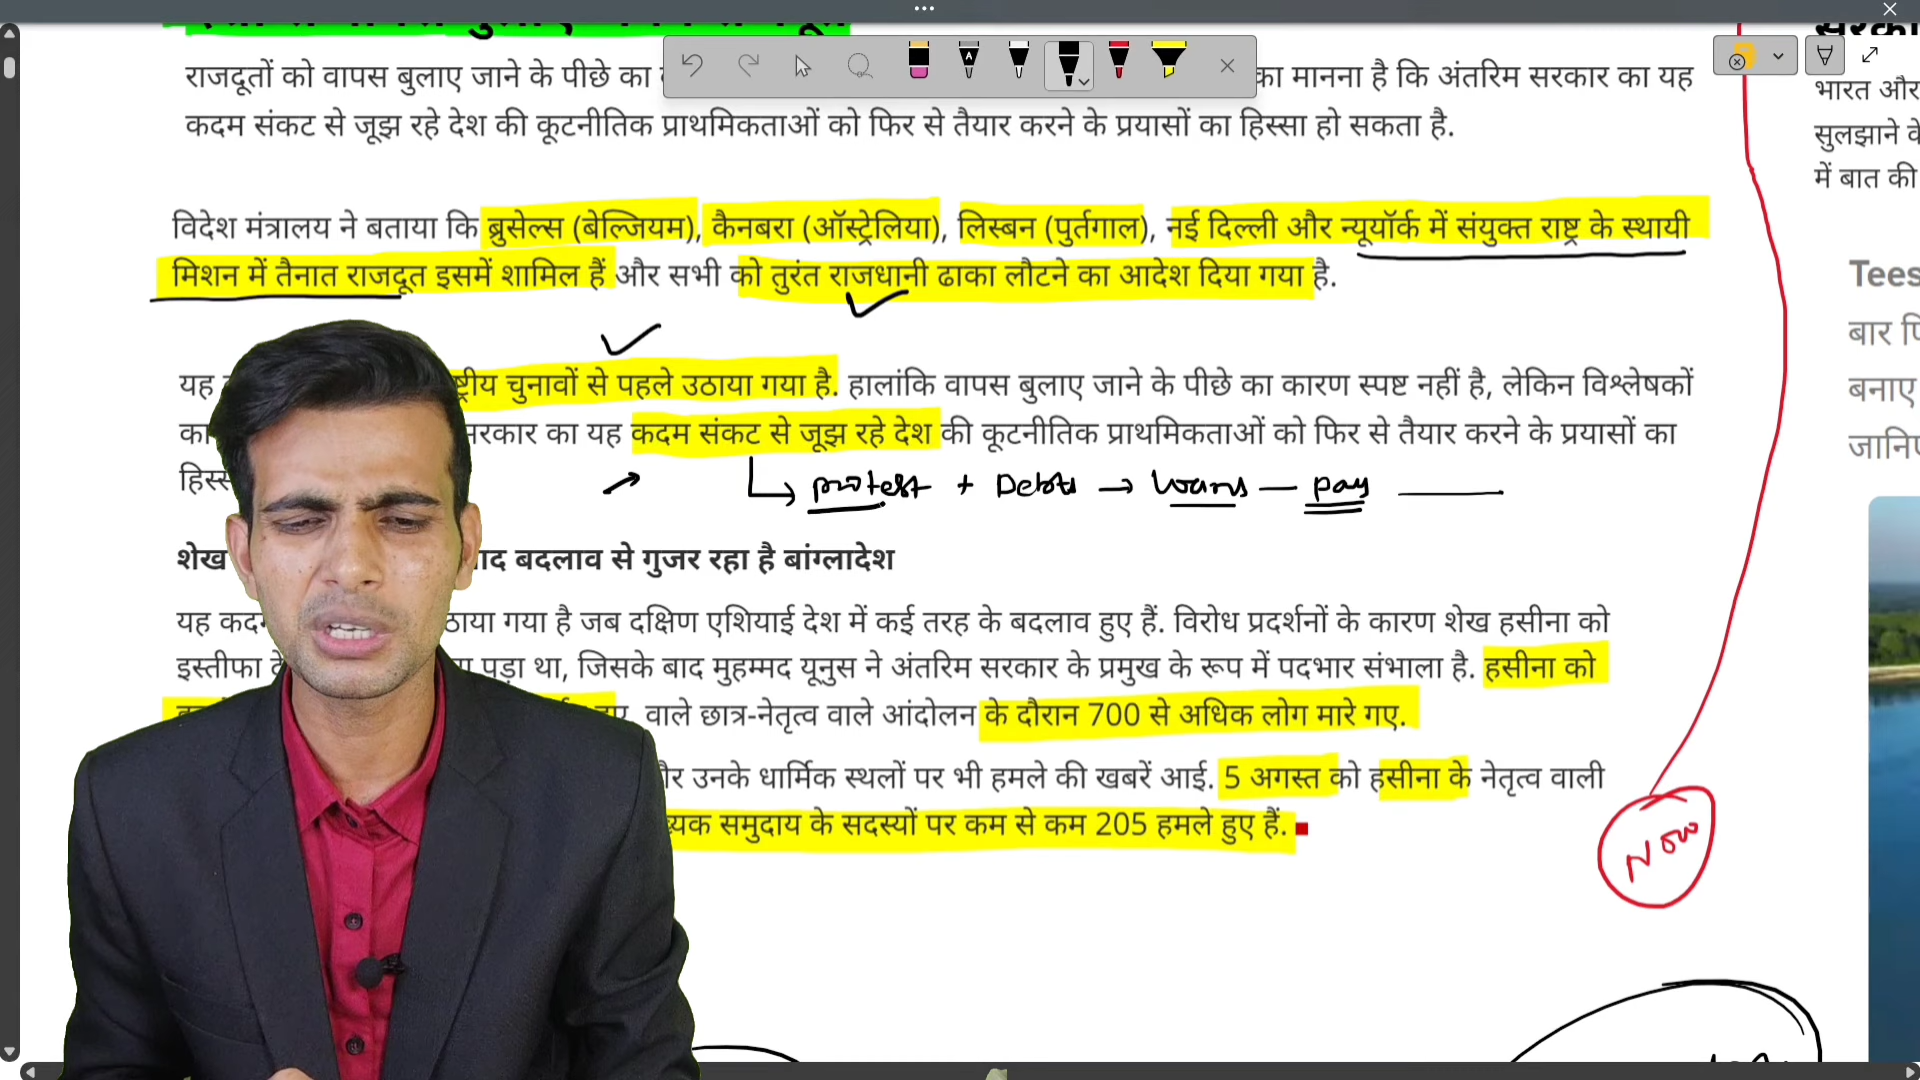 राजदूतों को वापस बुलाए जाने के पीछे का
का मानना है कि अंतरिम सरकार का यह
कदम संकट से जूझ रहे देश की कूटनीतिक प्राथमिकताओं को फिर से तैयार करने के प्रयासों का हिस्सा हो सकता है.
विदेश मंत्रालय ने बताया कि ब्रुसेल्स (बेल्जियम), कैनबरा (ऑस्ट्रेलिया), लिस्बन (पुर्तगाल), नई दिल्ली और न्यूयॉर्क में संयुक्त राष्ट्र के स्थायी
मिशन में तैनात राजदूत इसमें शामिल हैं और सभी को तुरंत राजधानी ढाका लौटने का आदेश दिया गया है.
यह
चुनावों से पहले उठाया गया है. हालांकि वापस बुलाए जाने के पीछे का कारण स्पष्ट नहीं है, लेकिन विश्लेषकों
का यह कदम संकट से जूझ रहे देश की कूटनीतिक प्राथमिकताओं को फिर से तैयार करने के प्रयासों का
protest + Debts → loans — pay
शेख
बदलाव से गुजर रहा है बांग्लादेश
यह
गया है जब दक्षिण एशियाई देश में कई तरह के बदलाव हुए हैं. विरोध प्रदर्शनों के कारण शेख हसीना को
इस्तीफा
पड़ा था, जिसके बाद मुहम्मद यूनुस ने अंतरिम सरकार के प्रमुख के रूप में पदभार संभाला है. हसीना को
वाले छात्र-नेतृत्व वाले आंदोलन के दौरान 700 से अधिक लोग मारे गए.
उनके धार्मिक स्थलों पर भी हमले की खबरें आई. 5 अगस्त को हसीना के नेतृत्व वाली
समुदाय के सदस्यों पर कम से कम 205 हमले हुए हैं.
Now
भारत और
सुलझाने के
में बात की
Tees
बार
बनाए